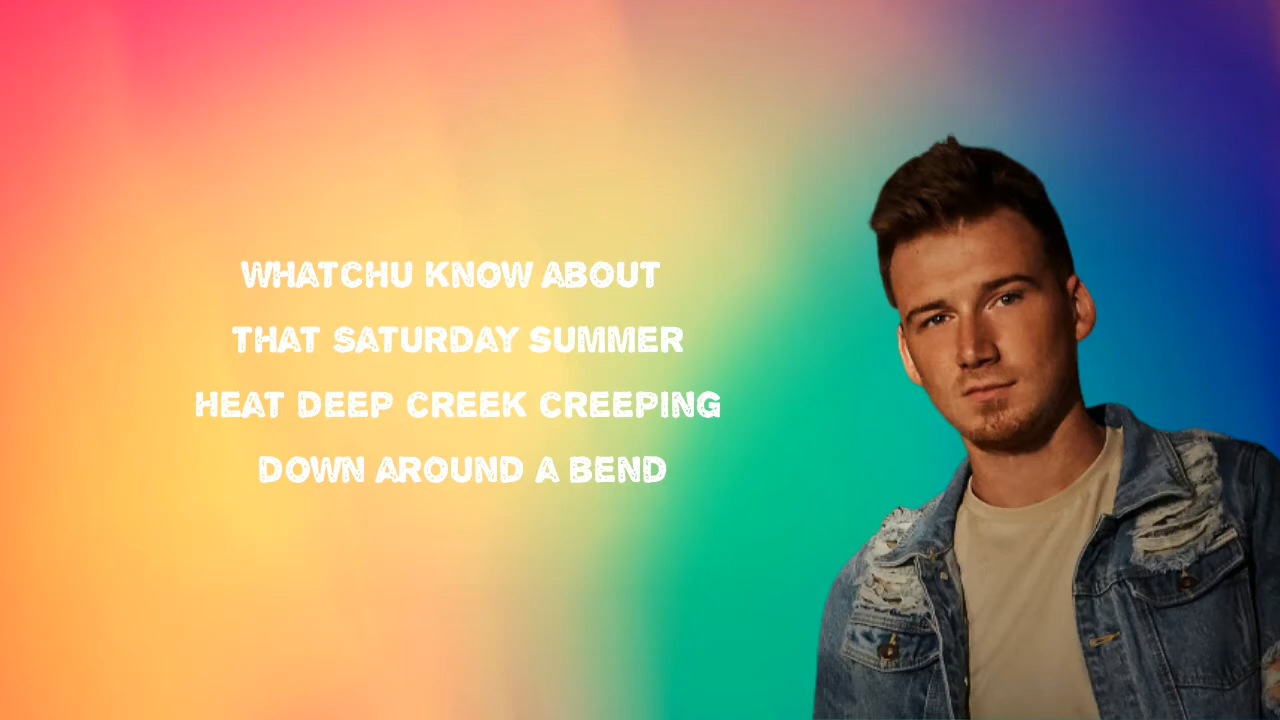 WHATCHU KNOW ABOUT
THAT SATURDAY SUMMER
HEAT DEEP CREEK CREEPING
DOWN AROUND A BEND